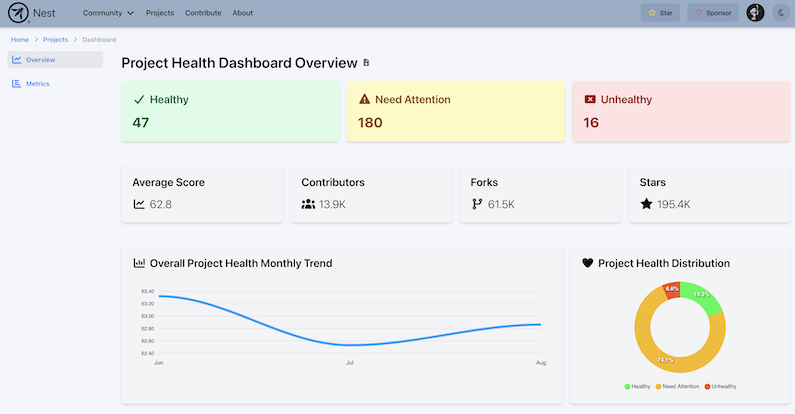 Nest Community Projects Contribute About Star Sponsor
Home Projects Dashboard
Overview
Metrics
Project Health Dashboard Overview
Healthy
47
Need Attention
180
Unhealthy
16
Average Score
62.8
Contributors
13.9K
Forks
61.5K
Stars
195.4K
Overall Project Health Monthly Trend
63.40
63.20
63.00
62.80
62.60
62.40
Jun Jul Aug
Project Health Distribution
6.6%
19.3%
74.1%
Healthy Need Attention Unhealthy